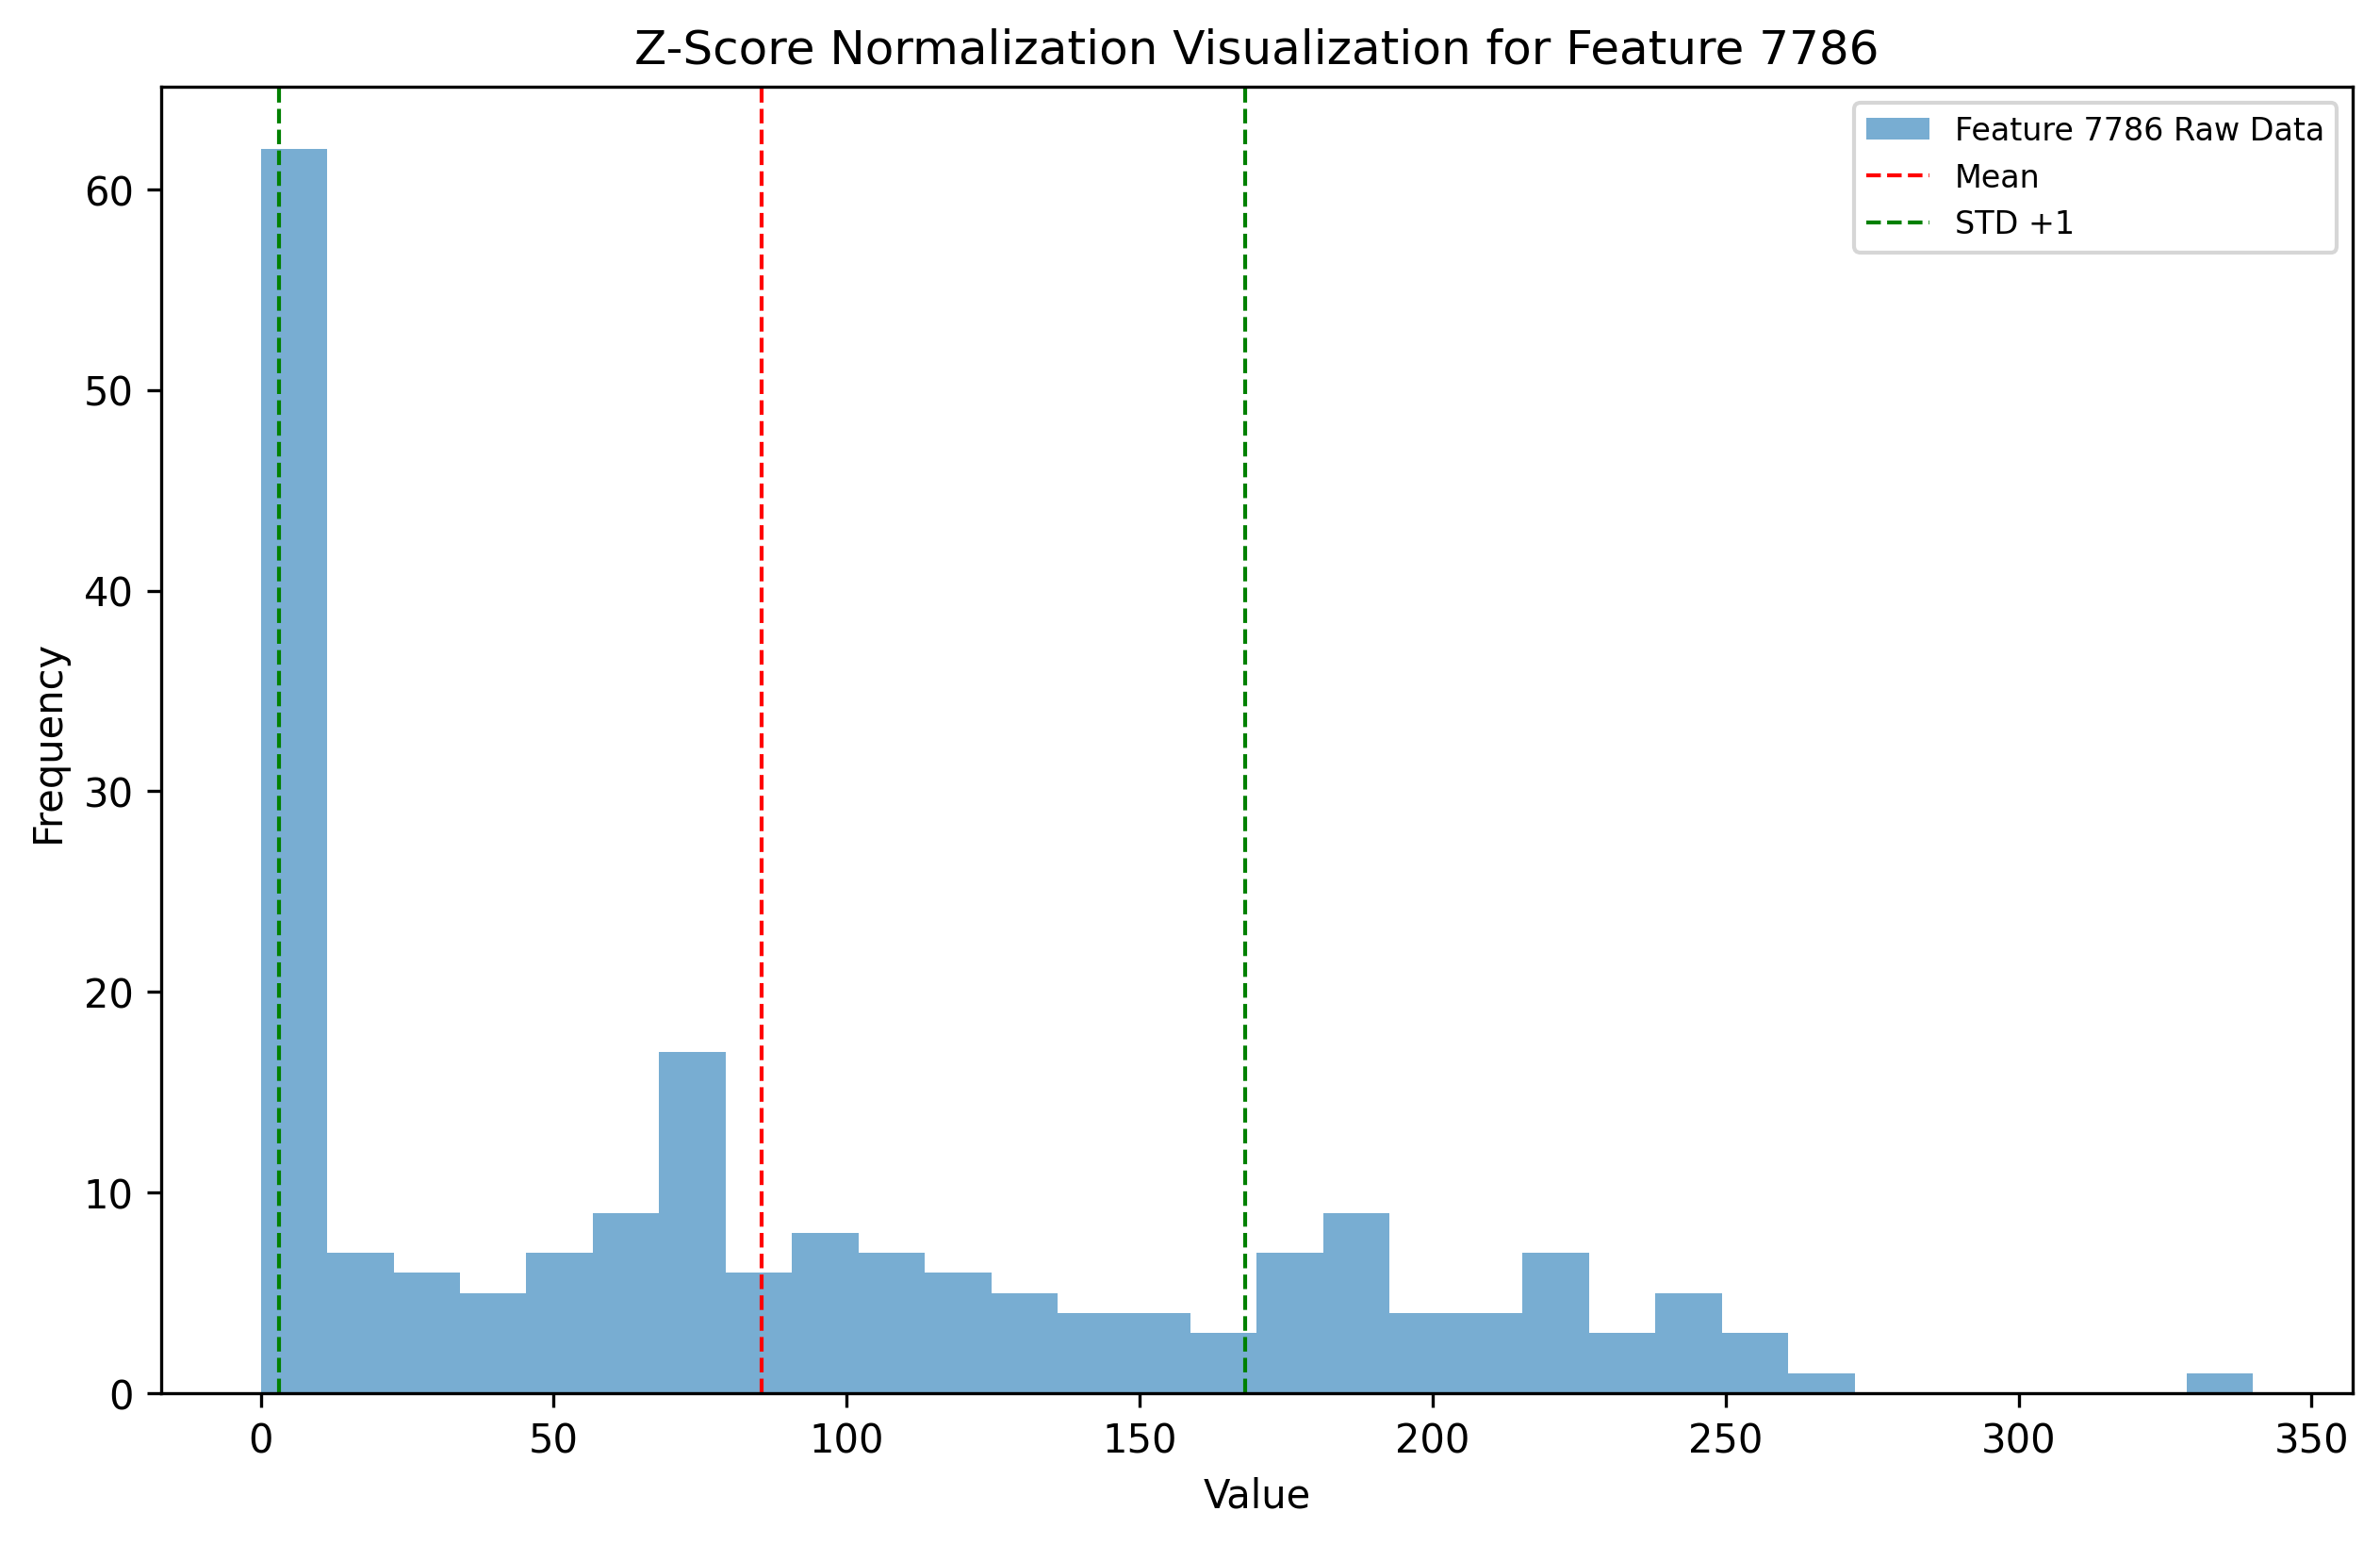 Z-Score Normalization Visualization for Feature 7786
Feature 7786 Raw Data
Mean
STD +1
60
50
40
30
20
10
0
Frequency
0 50 100 150 200 250 300 350
Value